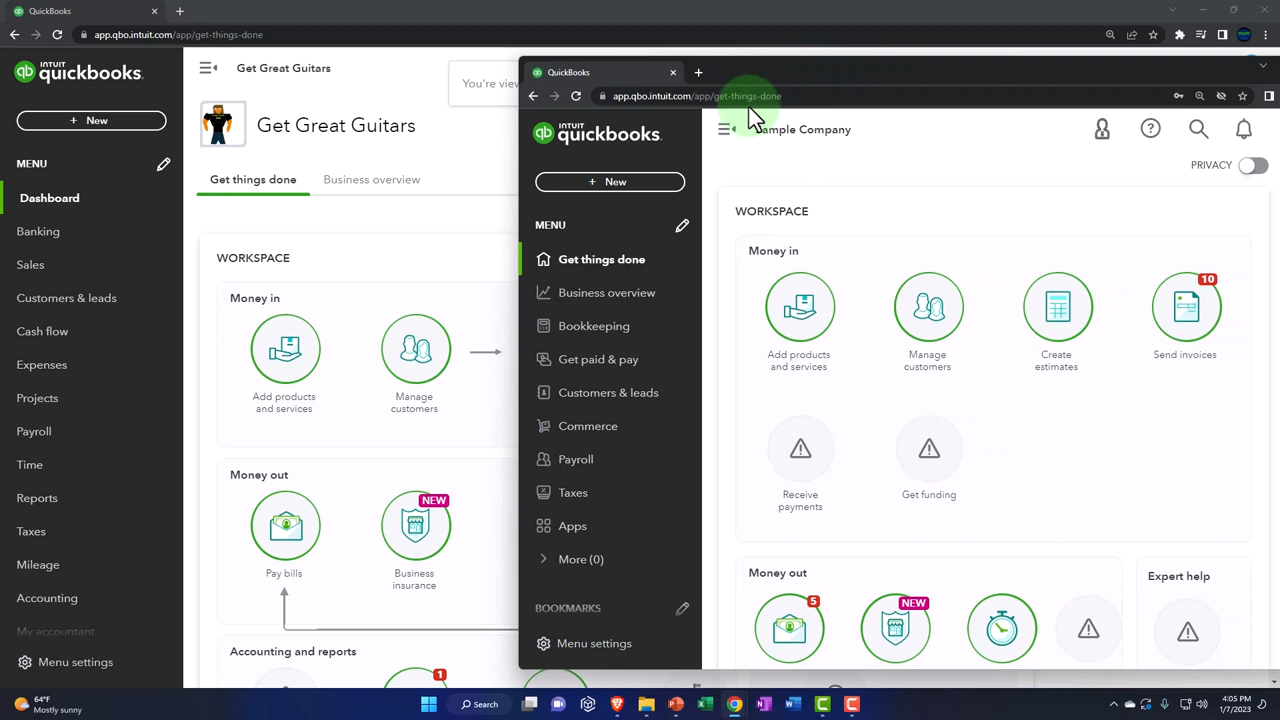 QuickBooks
app.qbo.intuit.com/app/get-things-done
INTUIT
quickbooks.
+ New
MENU
Dashboard
Banking
Sales
Customers & leads
Cash flow
Expenses
Projects
Payroll
Time
Reports
Taxes
Mileage
Accounting
My accountant
Menu settings
Get Great Guitars
You're view
Get Great Guitars
Get things done
Business overview
WORKSPACE
Money in
Add products
and services
Manage
customers
Money out
NEW
Pay bills
Business
insurance
Accounting and reports
1
QuickBooks
app.qbo.intuit.com/app/get-things-done
INTUIT
quickbooks.
+ New
MENU
Get things done
Business overview
Bookkeeping
Get paid & pay
Customers & leads
Commerce
Payroll
Taxes
Apps
More (0)
BOOKMARKS
Menu settings
ample Company
PRIVACY
WORKSPACE
Money in
10
Add products
and services
Manage
customers
Create
estimates
Send invoices
Receive
payments
Get funding
Money out
5
NEW
Expert help
64°F
Mostly sunny
Search
4:05 PM
1/7/2023